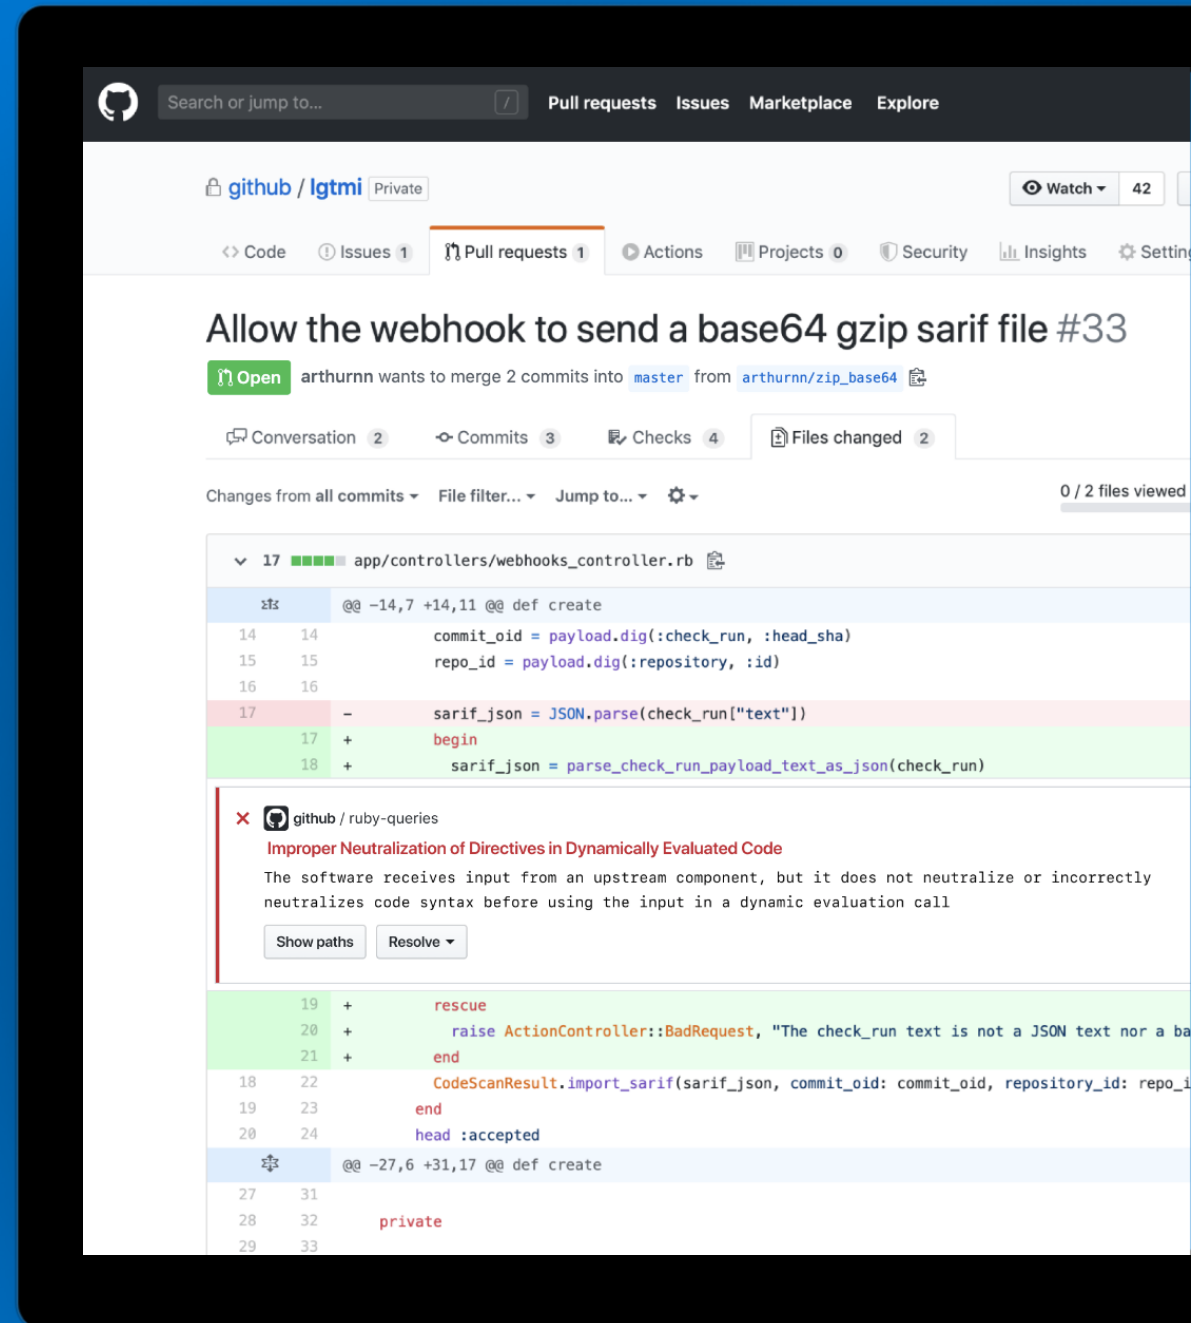 Search or jump to... / Pull requests Issues Marketplace Explore
github / lgtmi Private Watch 42
Code Issues 1 Pull requests 1 Actions Projects 0 Security Insights Setting
Allow the webhook to send a base64 gzip sarif file #33
Open arthurnn wants to merge 2 commits into master from arthurnn/zip_base64
Conversation 2 Commits 3 Checks 4 Files changed 2
Changes from all commits File filter... Jump to... 0 / 2 files viewed
17 app/controllers/webhooks_controller.rb
@@ -14,7 +14,11 @@ def create
14 14 commit_oid = payload.dig(:check_run, :head_sha)
15 15 repo_id = payload.dig(:repository, :id)
16 16
17 - sarif_json = JSON.parse(check_run["text"])
17 + begin
18 + sarif_json = parse_check_run_payload_text_as_json(check_run)
github / ruby-queries
Improper Neutralization of Directives in Dynamically Evaluated Code
The software receives input from an upstream component, but it does not neutralize or incorrectly
neutralizes code syntax before using the input in a dynamic evaluation call
Show paths Resolve
19 + rescue
20 + raise ActionController::BadRequest, "The check_run text is not a JSON text nor a ba
21 + end
18 22 CodeScanResult.import_sarif(sarif_json, commit_oid: commit_oid, repository_id: repo_i
19 23 end
20 24 head :accepted
@@ -27,6 +31,17 @@ def create
27 31
28 32 private
29 33